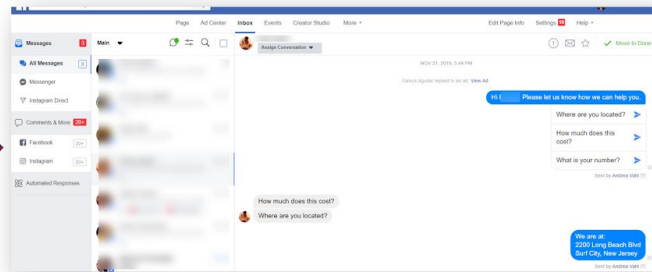 Page Ad Center Inbox Events Creator Studio More Edit Page Info Settings Help
Messages
Main
Assign Conversation
Move to Done
All Messages
Messenger
Instagram Direct
Comments & More 20+
Facebook 20+
Instagram 20+
Automated Responses
NOV 21, 2019, 5:44 PM
replied to an ad. View Ad
Hi Please let us know how we can help you.
Where are you located?
How much does this
cost?
What is your number?
Sent by Andrea Vahl
How much does this cost?
Where are you located?
We are at:
2200 Long Beach Blvd
Surf City, New Jersey
Sent by Andrea Vahl